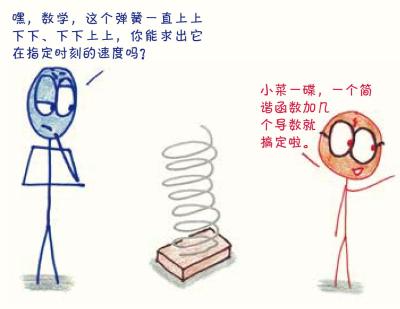 嘿，数学，这个弹簧一直上上
下下、下下上上，你能求出它
在指定时刻的速度吗？
小菜一碟，一个简
谐函数加几
个导数就
搞定啦。